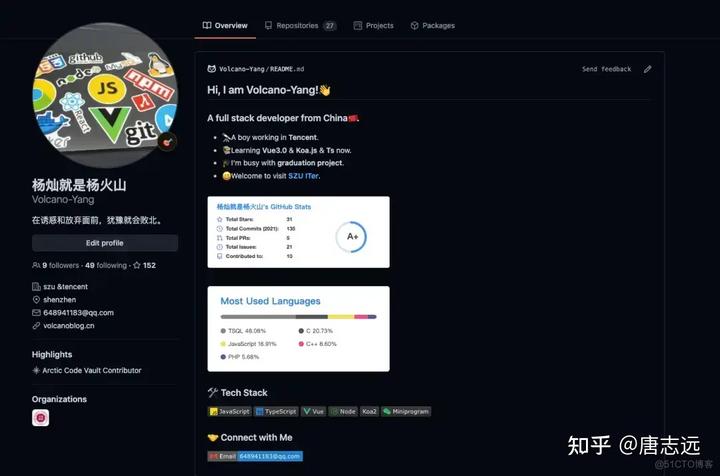 Overview
Repositories 27
Projects
Packages
github
JS
node
npm
React
git
杨灿就是杨火山
Volcano-Yang
在诱惑和放弃面前，犹豫就会败北。
Edit profile
9 followers · 49 following · 152
szu &tencent
shenzhen
648941183@qq.com
volcanoblog.cn
Highlights
Arctic Code Vault Contributor
Organizations
Volcano-Yang/README.md
Send feedback
Hi, I am Volcano-Yang!👋
A full stack developer from China🇨🇳.
🔭A boy working in Tencent.
Learning Vue3.0 & Koa.js & Ts now.
I'm busy with graduation project.
😄Welcome to visit SZU ITer.
杨灿就是杨火山's GitHub Stats
Total Stars: 31
Total Commits (2021): 135
Total PRs: 5
Total Issues: 21
Contributed to: 10
A+
Most Used Languages
TSQL 48.08%
C 20.73%
JavaScript 16.91%
C++ 8.60%
PHP 5.68%
🛠 Tech Stack
JavaScript
TypeScript
Vue
Node
Koa2
Miniprogram
🤝 Connect with Me
Email 648941183@qq.com
知乎 @唐志远
@51CTO博客